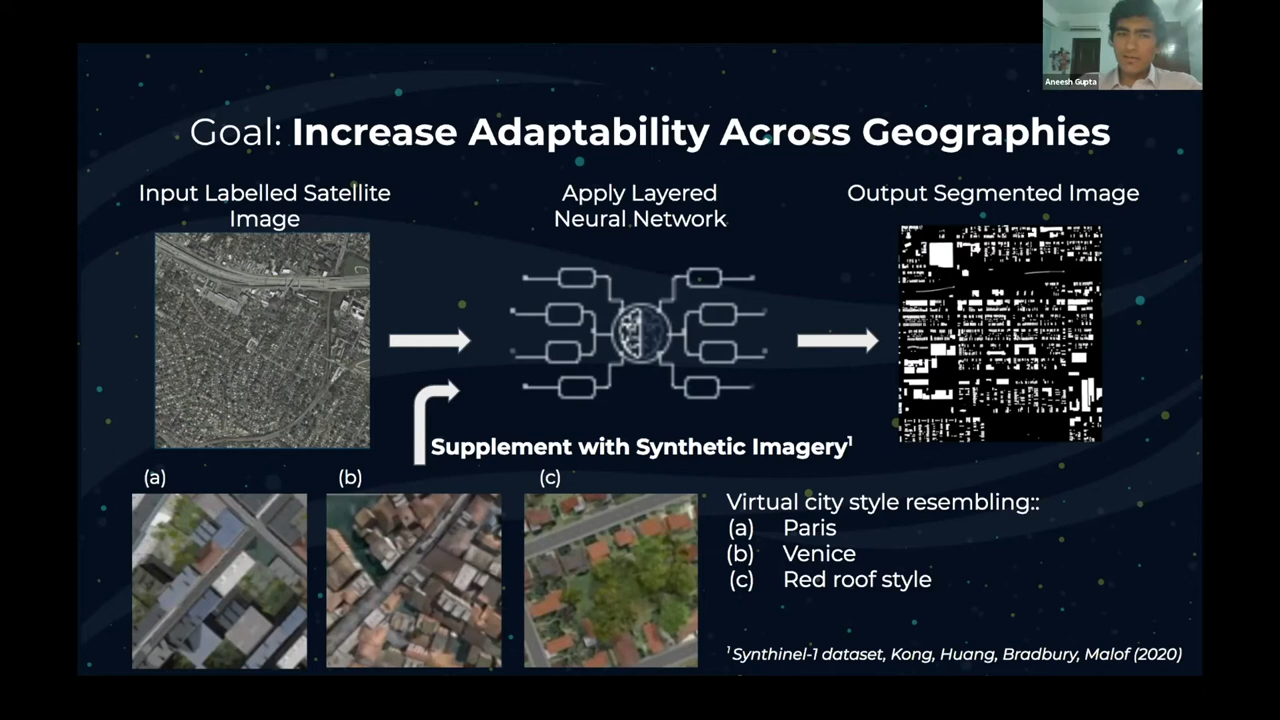 Aneesh Gupta
Goal: Increase Adaptability Across Geographies
Input Labelled Satellite
Image
Apply Layered
Neural Network
Output Segmented Image
Supplement with Synthetic Imagery¹
(a)
(b)
(c)
Virtual city style resembling::
(a) Paris
(b) Venice
(c) Red roof style
¹ Synthinel-1 dataset, Kong, Huang, Bradbury, Malof (2020)